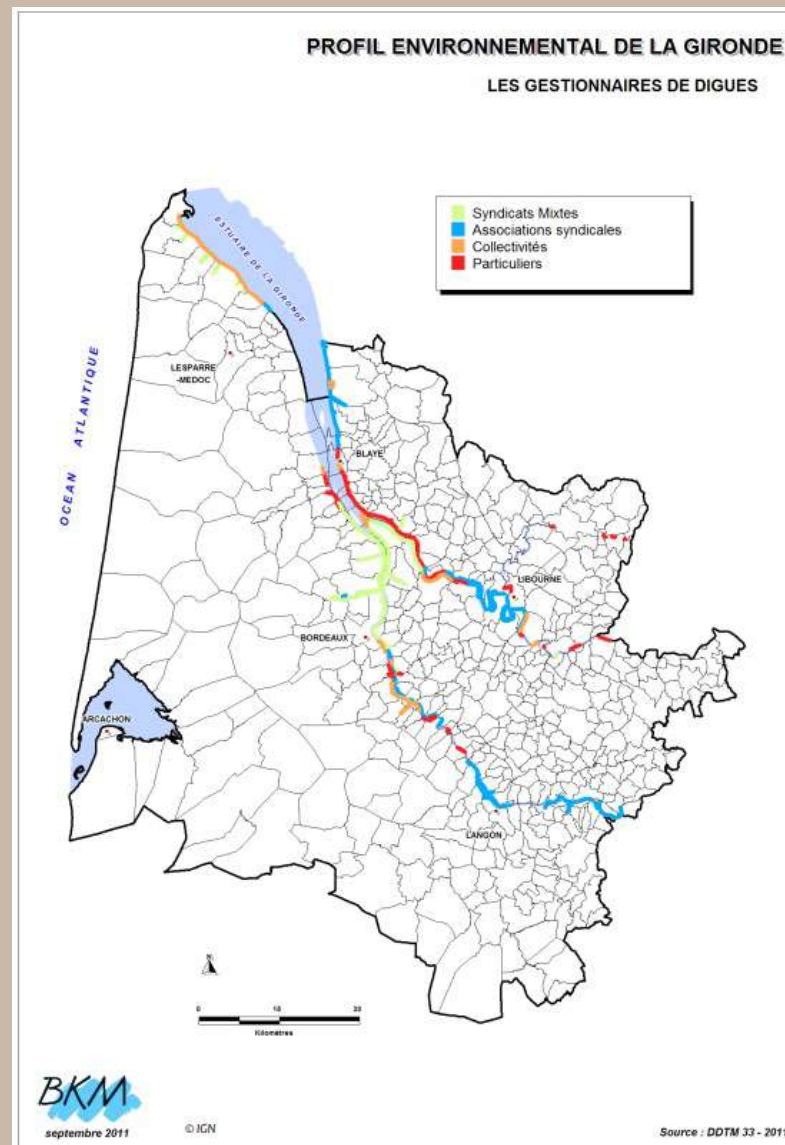 PROFIL ENVIRONNEMENTAL DE LA GIRONDE
LES GESTIONNAIRES DE DIGUES
Syndicats Mixtes
Associations syndicales
Collectivités
Particuliers
ESTUAIRE DE LA GIRONDE
OCEAN ATLANTIQUE
LESPARRE
-MEDOC
BLAYE
LIBOURNE
BORDEAUX
ARCACHON
LANGON
N
0 10 20
Kilomètres
BKM
septembre 2011
© IGN
Source : DDTM 33 - 2011